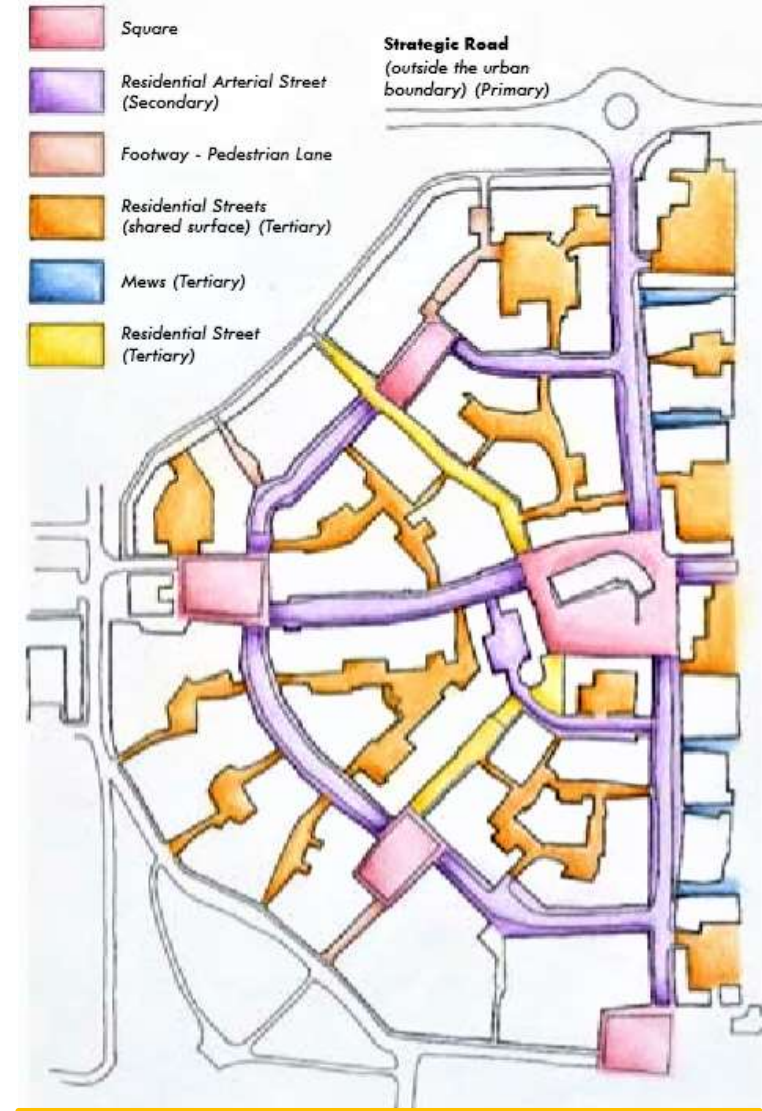 Square
Residential Arterial Street
(Secondary)
Footway - Pedestrian Lane
Residential Streets
(shared surface) (Tertiary)
Mews (Tertiary)
Residential Street
(Tertiary)
Strategic Road
(outside the urban
boundary) (Primary)